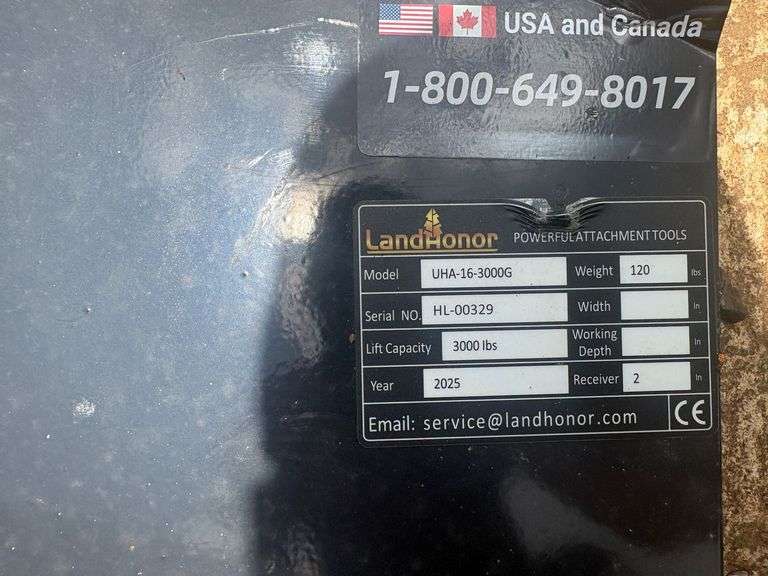 USA and Canada
1-800-649-8017
LandHonor POWERFUL ATTACHMENT TOOLS
Model UHA-16-3000G Weight 120 lbs
Serial NO. HL-00329 Width In
Lift Capacity 3000 lbs Working Depth In
Year 2025 Receiver 2 In
Email: service@landhonor.com CE